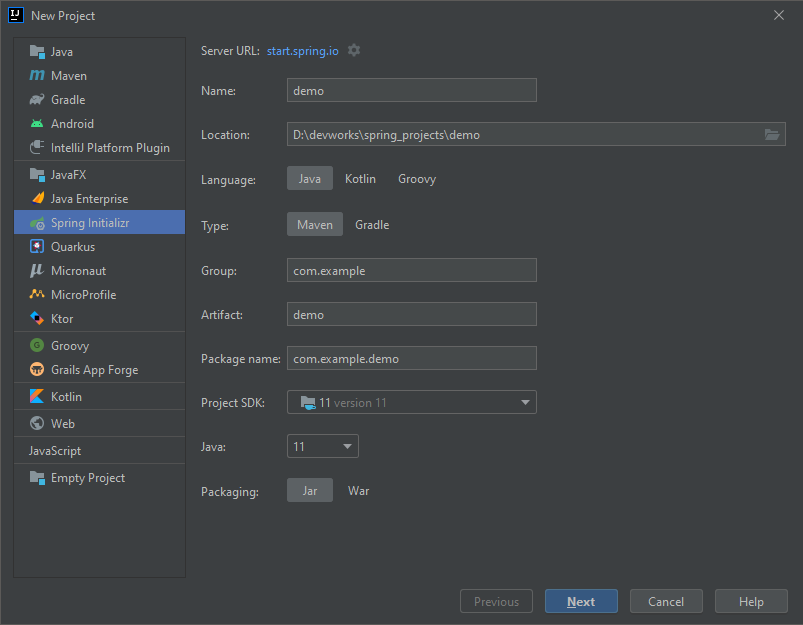 New Project
Java
Maven
Gradle
Android
IntelliJ Platform Plugin
JavaFX
Java Enterprise
Spring Initializr
Quarkus
Micronaut
MicroProfile
Ktor
Groovy
Grails App Forge
Kotlin
Web
JavaScript
Empty Project
Server URL: start.spring.io
Name: demo
Location: D:\devworks\spring_projects\demo
Language: Java Kotlin Groovy
Type: Maven Gradle
Group: com.example
Artifact: demo
Package name: com.example.demo
Project SDK: 11 version 11
Java: 11
Packaging: Jar War
Previous Next Cancel Help